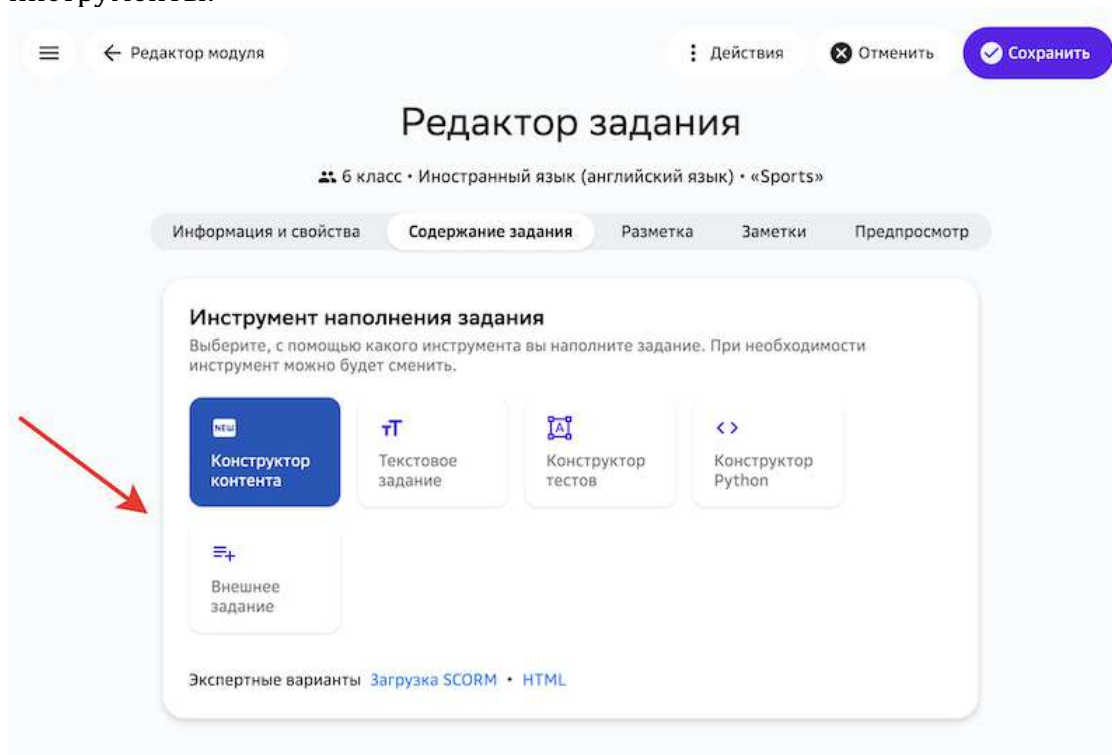 инструменты.
← Редактор модуля
Действия
Отменить
Сохранить
Редактор задания
6 класс • Иностранный язык (английский язык) • «Sports»
Информация и свойства
Содержание задания
Разметка
Заметки
Предпросмотр
Инструмент наполнения задания
Выберите, с помощью какого инструмента вы наполните задание. При необходимости
инструмент можно будет сменить.
NEW
Конструктор
контента
тT
Текстовое
задание
A
Конструктор
тестов
<>
Конструктор
Python
Внешнее
задание
Экспертные варианты Загрузка SCORM • HTML